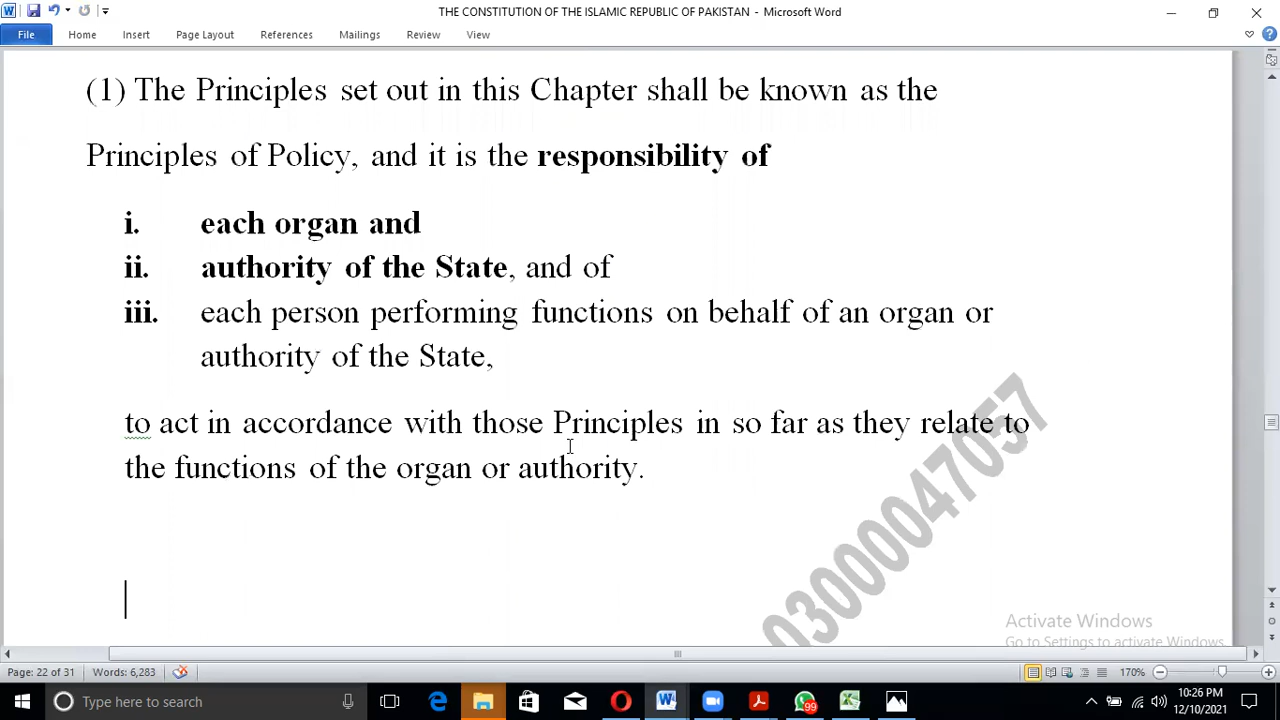 THE CONSTITUTION OF THE ISLAMIC REPUBLIC OF PAKISTAN - Microsoft Word
File Home Insert Page Layout References Mailings Review View
(1) The Principles set out in this Chapter shall be known as the
Principles of Policy, and it is the responsibility of
i. each organ and
ii. authority of the State, and of
iii. each person performing functions on behalf of an organ or
authority of the State,
to act in accordance with those Principles in so far as they relate to
the functions of the organ or authority.
03000047057
Activate Windows
Go to Settings to activate Windows.
Page: 22 of 31 Words: 6,283 170%
Type here to search 99 10:26 PM
12/10/2021